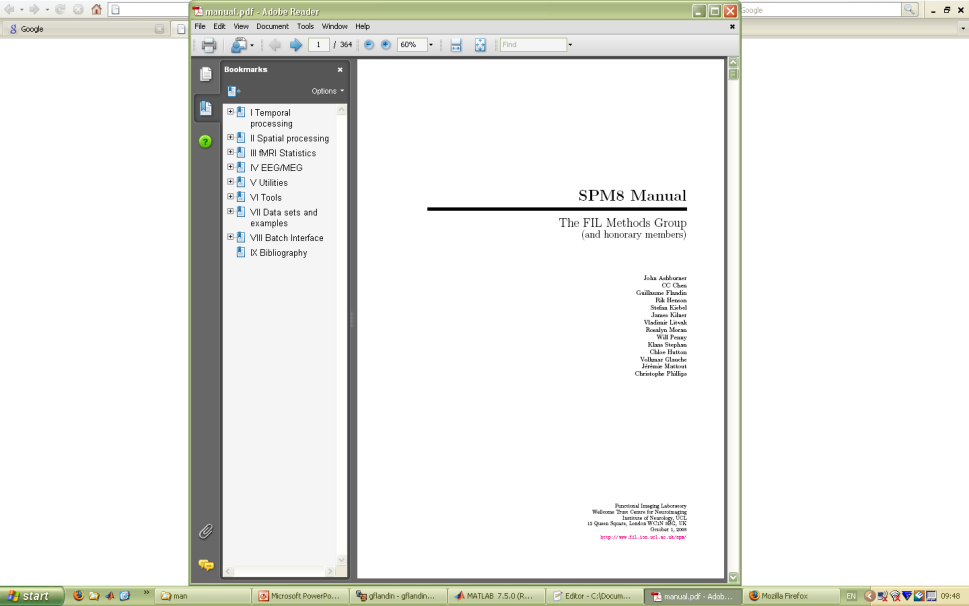 manual.pdf - Adobe Reader
Google
Google
File Edit View Document Tools Window Help
1 / 364 60% Find
Bookmarks
Options
I Temporal
processing
II Spatial processing
III fMRI Statistics
IV EEG/MEG
V Utilities
VI Tools
VII Data sets and
examples
VIII Batch Interface
IX Bibliography
SPM8 Manual
The FIL Methods Group
(and honorary members)
John Ashburner
CC Chen
Guillaume Flandin
Rik Henson
Stefan Kiebel
James Kilner
Vladimir Litvak
Rosalyn Moran
Will Penny
Klaas Stephan
Chloe Hutton
Volkmar Glauche
Jérémie Mattout
Christophe Phillips
Functional Imaging Laboratory
Wellcome Trust Centre for Neuroimaging
Institute of Neurology, UCL
12 Queen Square, London WC1N 3BG, UK
October 1, 2008
http://www.fil.ion.ucl.ac.uk/spm/
start » man Microsoft PowerPo... gflandin - gflandin... MATLAB 7.5.0 (R... Editor - C:\Docum... manual.pdf - Adob... Mozilla Firefox EN 09:48